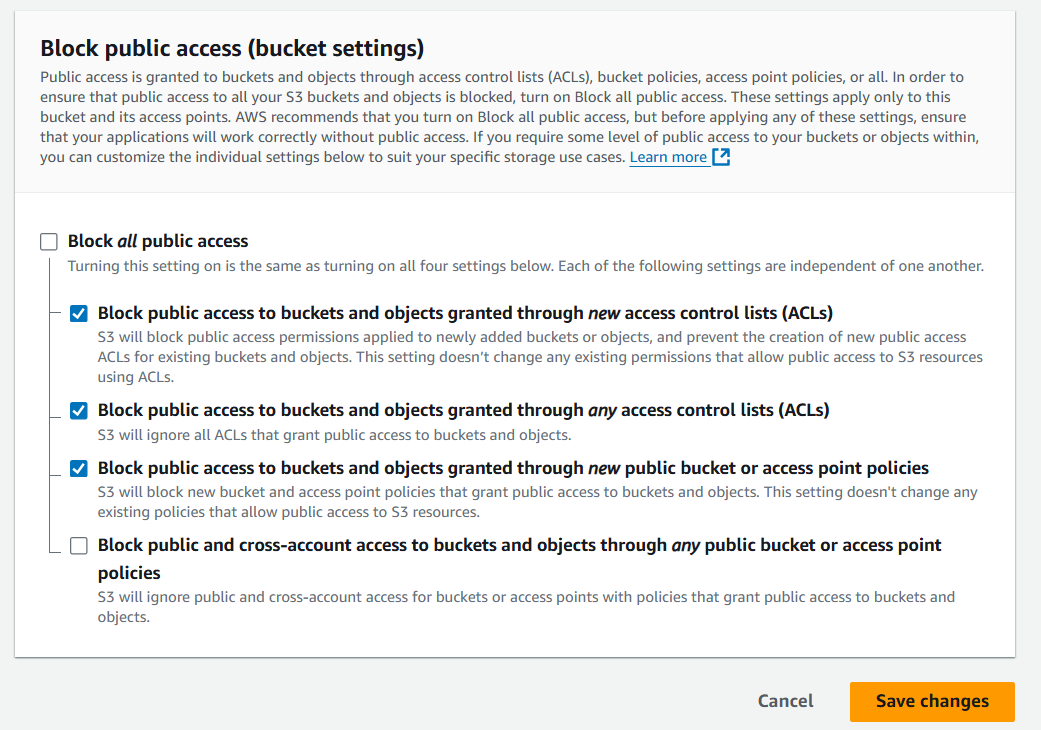 Block public access (bucket settings)
Public access is granted to buckets and objects through access control lists (ACLs), bucket policies, access point policies, or all. In order to
ensure that public access to all your S3 buckets and objects is blocked, turn on Block all public access. These settings apply only to this
bucket and its access points. AWS recommends that you turn on Block all public access, but before applying any of these settings, ensure
that your applications will work correctly without public access. If you require some level of public access to your buckets or objects within,
you can customize the individual settings below to suit your specific storage use cases. Learn more
Block all public access
Turning this setting on is the same as turning on all four settings below. Each of the following settings are independent of one another.
Block public access to buckets and objects granted through new access control lists (ACLs)
S3 will block public access permissions applied to newly added buckets or objects, and prevent the creation of new public access
ACLs for existing buckets and objects. This setting doesn’t change any existing permissions that allow public access to S3 resources
using ACLs.
Block public access to buckets and objects granted through any access control lists (ACLs)
S3 will ignore all ACLs that grant public access to buckets and objects.
Block public access to buckets and objects granted through new public bucket or access point policies
S3 will block new bucket and access point policies that grant public access to buckets and objects. This setting doesn't change any
existing policies that allow public access to S3 resources.
Block public and cross-account access to buckets and objects through any public bucket or access point
policies
S3 will ignore public and cross-account access for buckets or access points with policies that grant public access to buckets and
objects.
Cancel
Save changes